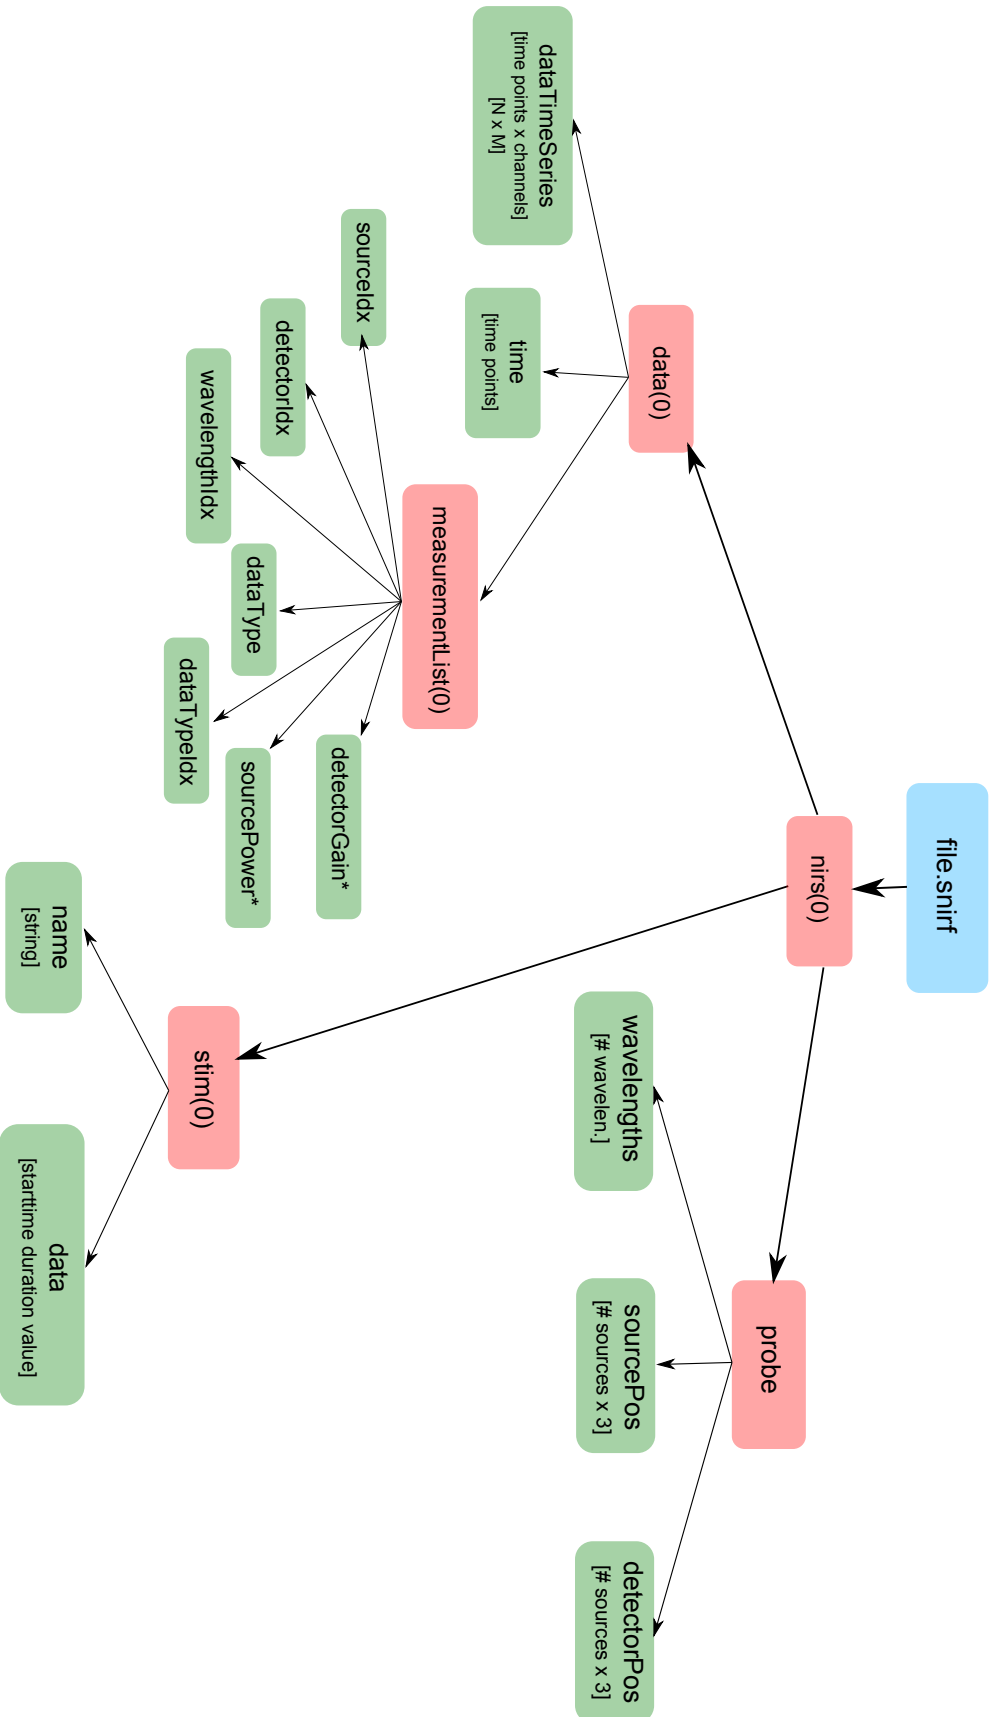 file.snirf
nirs(0)
data(0)
probe
dataTimeSeries
[time points x channels]
[N x M]
time
[time points]
measurementList(0)
sourceIdx
detectorIdx
wavelengthIdx
dataType
dataTypeIdx
sourcePower*
detectorGain*
wavelengths
[# wavelen.]
sourcePos
[# sources x 3]
detectorPos
[# sources x 3]
stim(0)
name
[string]
data
[starttime duration value]